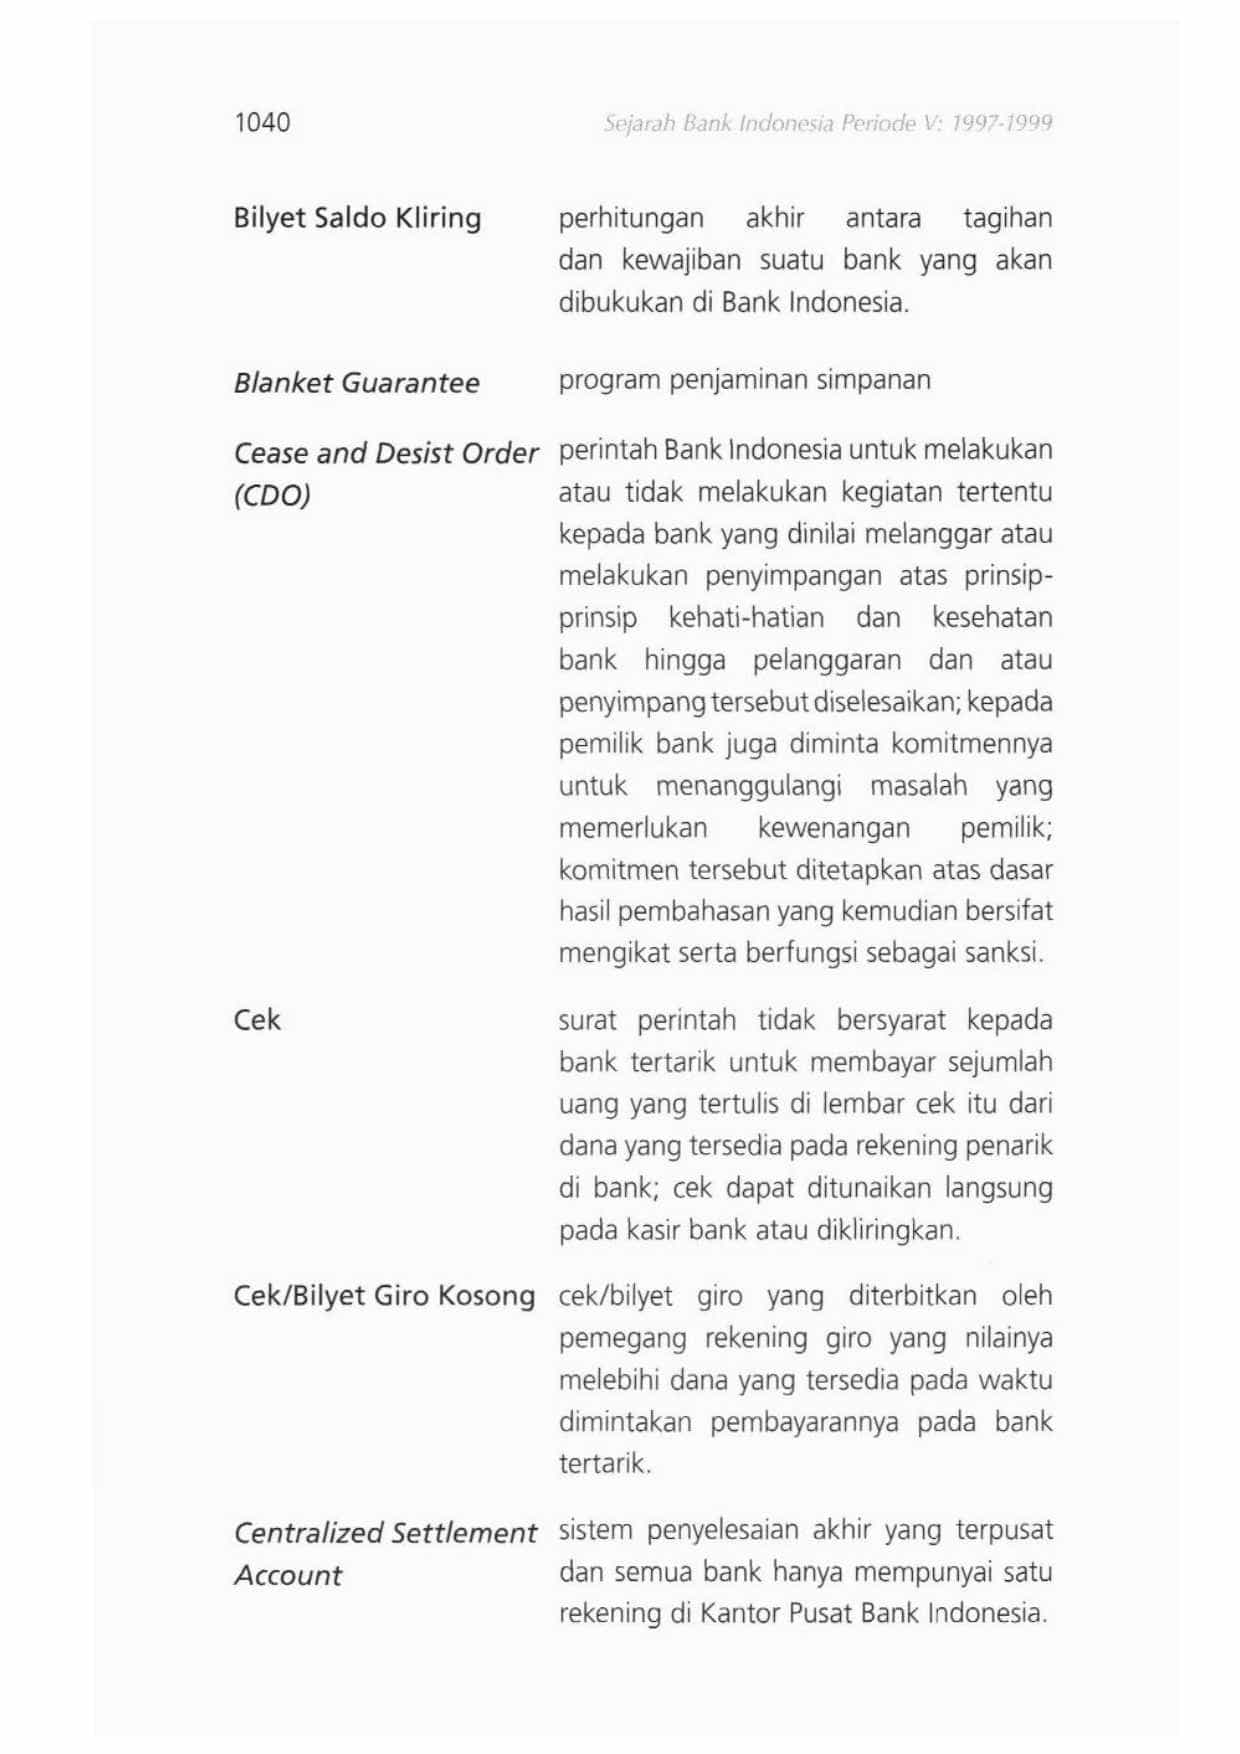 1040
Sejarah Bank Indonesia Periode V: 1997-1999
Bilyet Saldo Kliring
perhitungan akhir antara tagihan
dan kewajiban suatu bank yang akan
dibukukan di Bank Indonesia.
Blanket Guarantee
program penjaminan simpanan
Cease and Desist Order
(CDO)
perintah Bank Indonesia untuk melakukan
atau tidak melakukan kegiatan tertentu
kepada bank yang dinilai melanggar atau
melakukan penyimpangan atas prinsip-
prinsip kehati-hatian dan kesehatan
bank hingga pelanggaran dan atau
penyimpang tersebut diselesaikan; kepada
pemilik bank juga diminta komitmennya
untuk menanggulangi masalah yang
memerlukan kewenangan pemilik;
komitmen tersebut ditetapkan atas dasar
hasil pembahasan yang kemudian bersifat
mengikat serta berfungsi sebagai sanksi.
Cek
surat perintah tidak bersyarat kepada
bank tertarik untuk membayar sejumlah
uang yang tertulis di lembar cek itu dari
dana yang tersedia pada rekening penarik
di bank; cek dapat ditunaikan langsung
pada kasir bank atau dikliringkan.
Cek/Bilyet Giro Kosong
cek/bilyet giro yang diterbitkan oleh
pemegang rekening giro yang nilainya
melebihi dana yang tersedia pada waktu
dimintakan pembayarannya pada bank
tertarik.
Centralized Settlement
Account
sistem penyelesaian akhir yang terpusat
dan semua bank hanya mempunyai satu
rekening di Kantor Pusat Bank Indonesia.